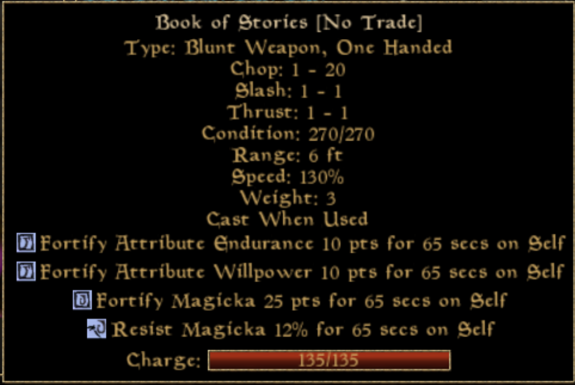 Book of Stories [No Trade]
Type: Blunt Weapon, One Handed
Chop: 1 - 20
Slash: 1 - 1
Thrust: 1 - 1
Condition: 270/270
Range: 6 ft
Speed: 130%
Weight: 3
Cast When Used
Fortify Attribute Endurance 10 pts for 65 secs on Self
Fortify Attribute Willpower 10 pts for 65 secs on Self
Fortify Magicka 25 pts for 65 secs on Self
Resist Magicka 12% for 65 secs on Self
Charge: 135/135